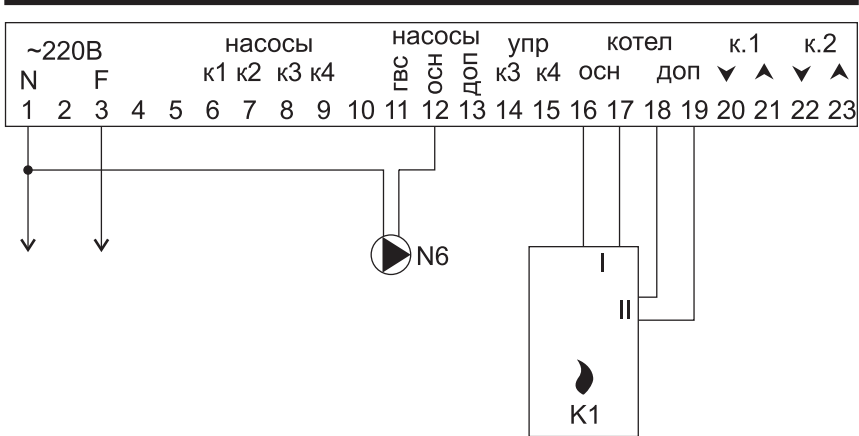 ~220В насосы насосы упр котел к.1 к.2
N F к1 к2 к3 к4 гвс осн доп к3 к4 осн доп
1 2 3 4 5 6 7 8 9 10 11 12 13 14 15 16 17 18 19 20 21 22 23
N6
I
II
K1